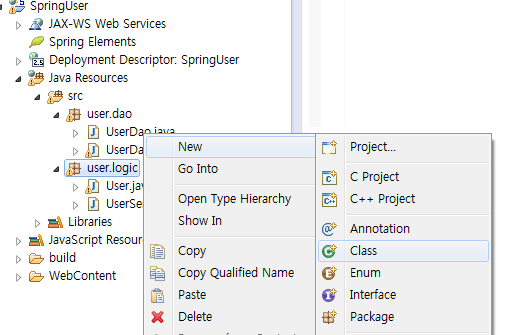 SpringUser
JAX-WS Web Services
Spring Elements
Deployment Descriptor: SpringUser
Java Resources
src
user.dao
UserDao.java
UserDa
user.logic
User.ja
UserSe
Libraries
JavaScript Resour
build
WebContent
New
Go Into
Open Type Hierarchy
Show In
Copy
Copy Qualified Name
Paste
Delete
Project...
C Project
C++ Project
Annotation
Class
Enum
Interface
Package